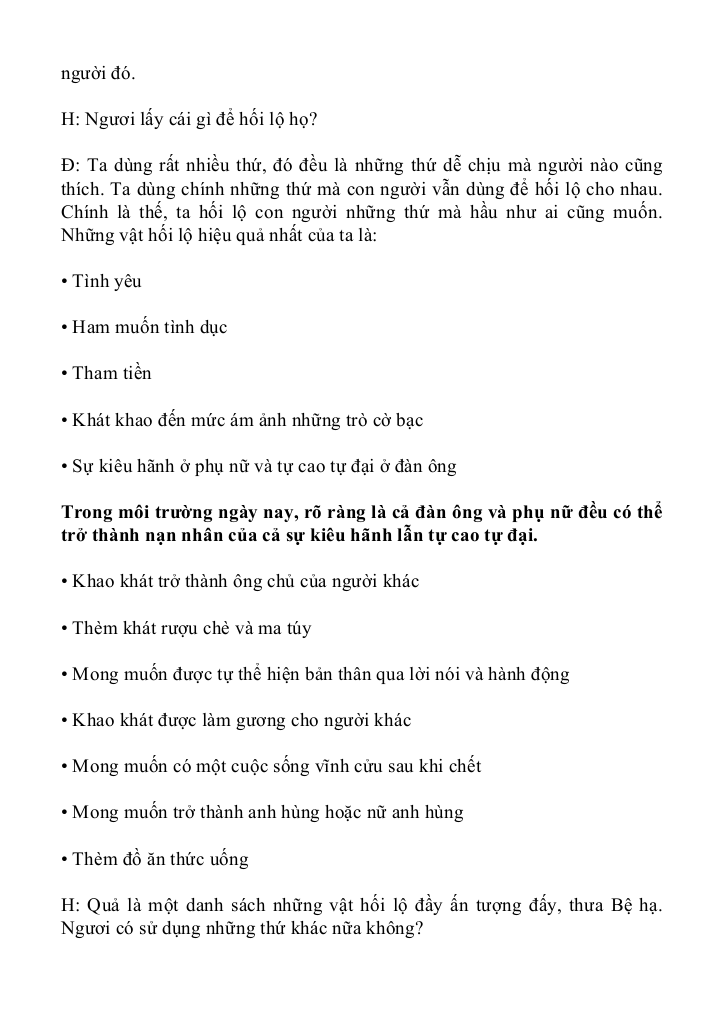 người đó.
H: Ngươi lấy cái gì để hối lộ họ?
Đ: Ta dùng rất nhiều thứ, đó đều là những thứ dễ chịu mà người nào cũng
thích. Ta dùng chính những thứ mà con người vẫn dùng để hối lộ cho nhau.
Chính là thế, ta hối lộ con người những thứ mà hầu như ai cũng muốn.
Những vật hối lộ hiệu quả nhất của ta là:
• Tình yêu
• Ham muốn tình dục
• Tham tiền
• Khát khao đến mức ám ảnh những trò cờ bạc
• Sự kiêu hãnh ở phụ nữ và tự cao tự đại ở đàn ông
Trong môi trường ngày nay, rõ ràng là cả đàn ông và phụ nữ đều có thể
trở thành nạn nhân của cả sự kiêu hãnh lẫn tự cao tự đại.
• Khao khát trở thành ông chủ của người khác
• Thèm khát rượu chè và ma túy
• Mong muốn được tự thể hiện bản thân qua lời nói và hành động
• Khao khát được làm gương cho người khác
• Mong muốn có một cuộc sống vĩnh cửu sau khi chết
• Mong muốn trở thành anh hùng hoặc nữ anh hùng
• Thèm đồ ăn thức uống
H: Quả là một danh sách những vật hối lộ đầy ấn tượng đấy, thưa Bệ hạ.
Ngươi có sử dụng những thứ khác nữa không?